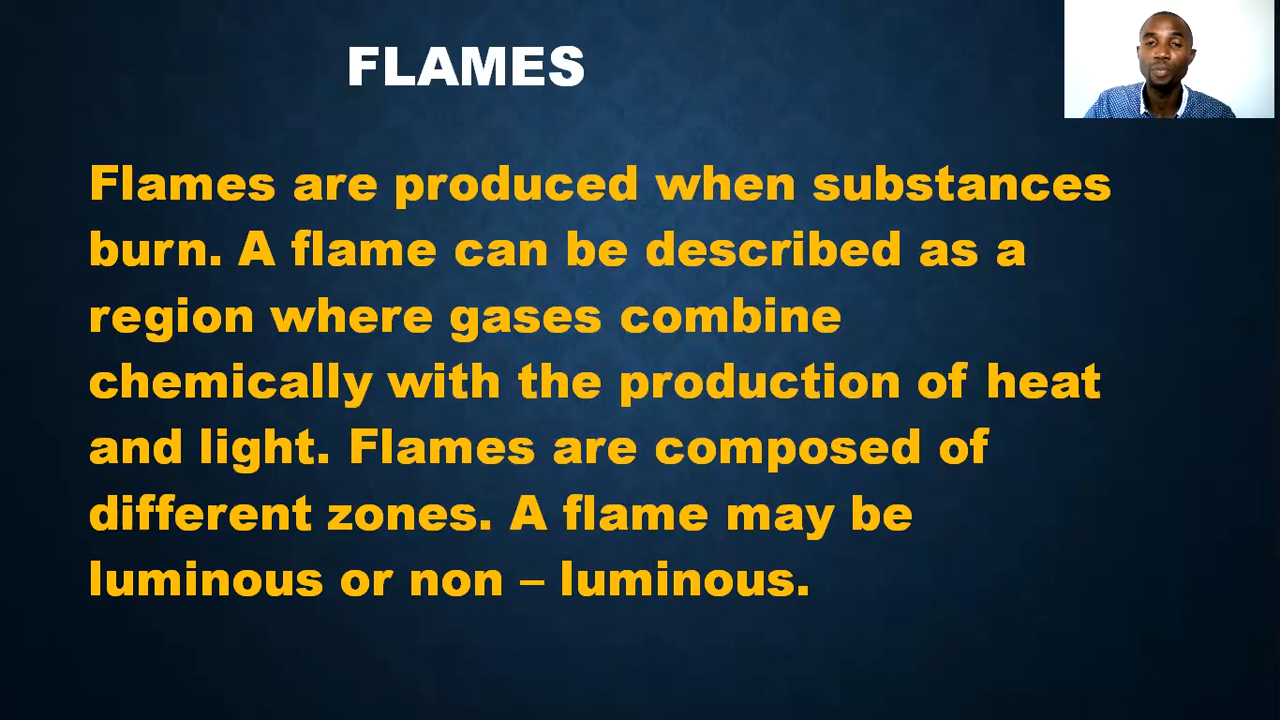 FLAMES
Flames are produced when substances
burn. A flame can be described as a
region where gases combine
chemically with the production of heat
and light. Flames are composed of
different zones. A flame may be
luminous or non – luminous.